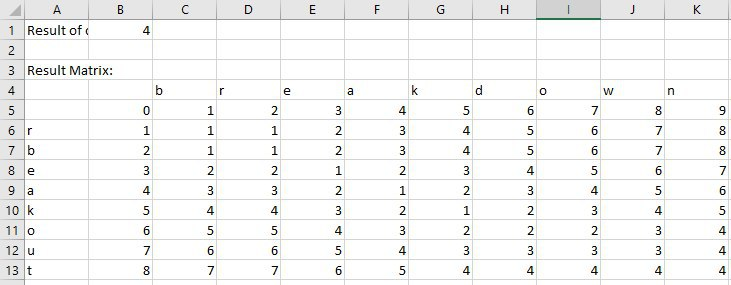 A B C D E F G H I J K
1 Result of 4
2
3 Result Matrix:
4 b r e a k d o w n
5 0 1 2 3 4 5 6 7 8 9
6 r 1 1 1 2 3 4 5 6 7 8
7 b 2 1 1 2 3 4 5 6 7 8
8 e 3 2 2 1 2 3 4 5 6 7
9 a 4 3 3 2 1 2 3 4 5 6
10 k 5 4 4 3 2 1 2 3 4 5
11 o 6 5 5 4 3 2 2 2 3 4
12 u 7 6 6 5 4 3 3 3 3 4
13 t 8 7 7 6 5 4 4 4 4 4